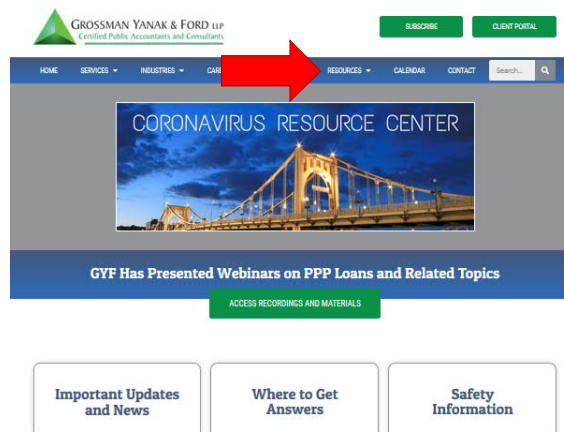 GROSSMAN YANAK & FORD LLP
Certified Public Accountants and Consultants
SUBSCRIBE
CLIENT PORTAL
HOME
SERVICES
INDUSTRIES
RESOURCES
CALENDAR
CONTACT
Search...
CORONAVIRUS RESOURCE CENTER
GYF Has Presented Webinars on PPP Loans and Related Topics
ACCESS RECORDINGS AND MATERIALS
Important Updates
and News
Where to Get
Answers
Safety
Information